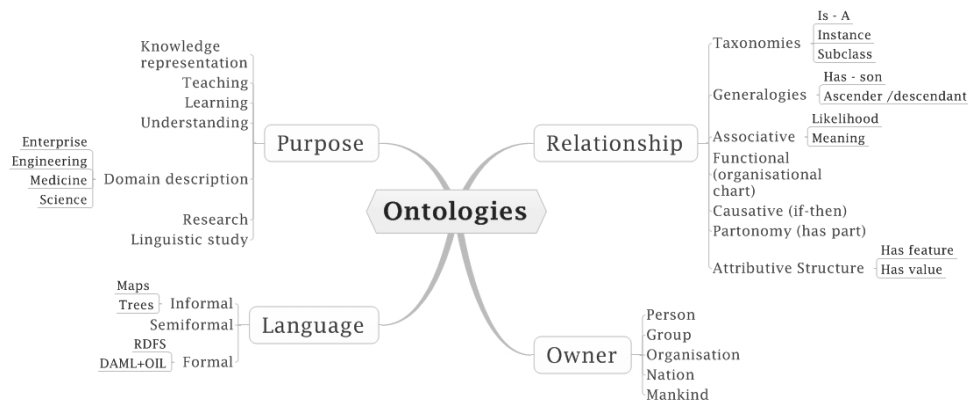 Ontologies
Purpose
Knowledge
representation
Teaching
Learning
Understanding
Domain description
Enterprise
Engineering
Medicine
Science
Research
Linguistic study
Language
Informal
Maps
Trees
Semiformal
Formal
RDFS
DAML+OIL
Relationship
Taxonomies
Is - A
Instance
Subclass
Generalogies
Has - son
Ascender /descendant
Associative
Likelihood
Meaning
Functional
(organisational
chart)
Causative (if-then)
Partonomy (has part)
Attributive Structure
Has feature
Has value
Owner
Person
Group
Organisation
Nation
Mankind